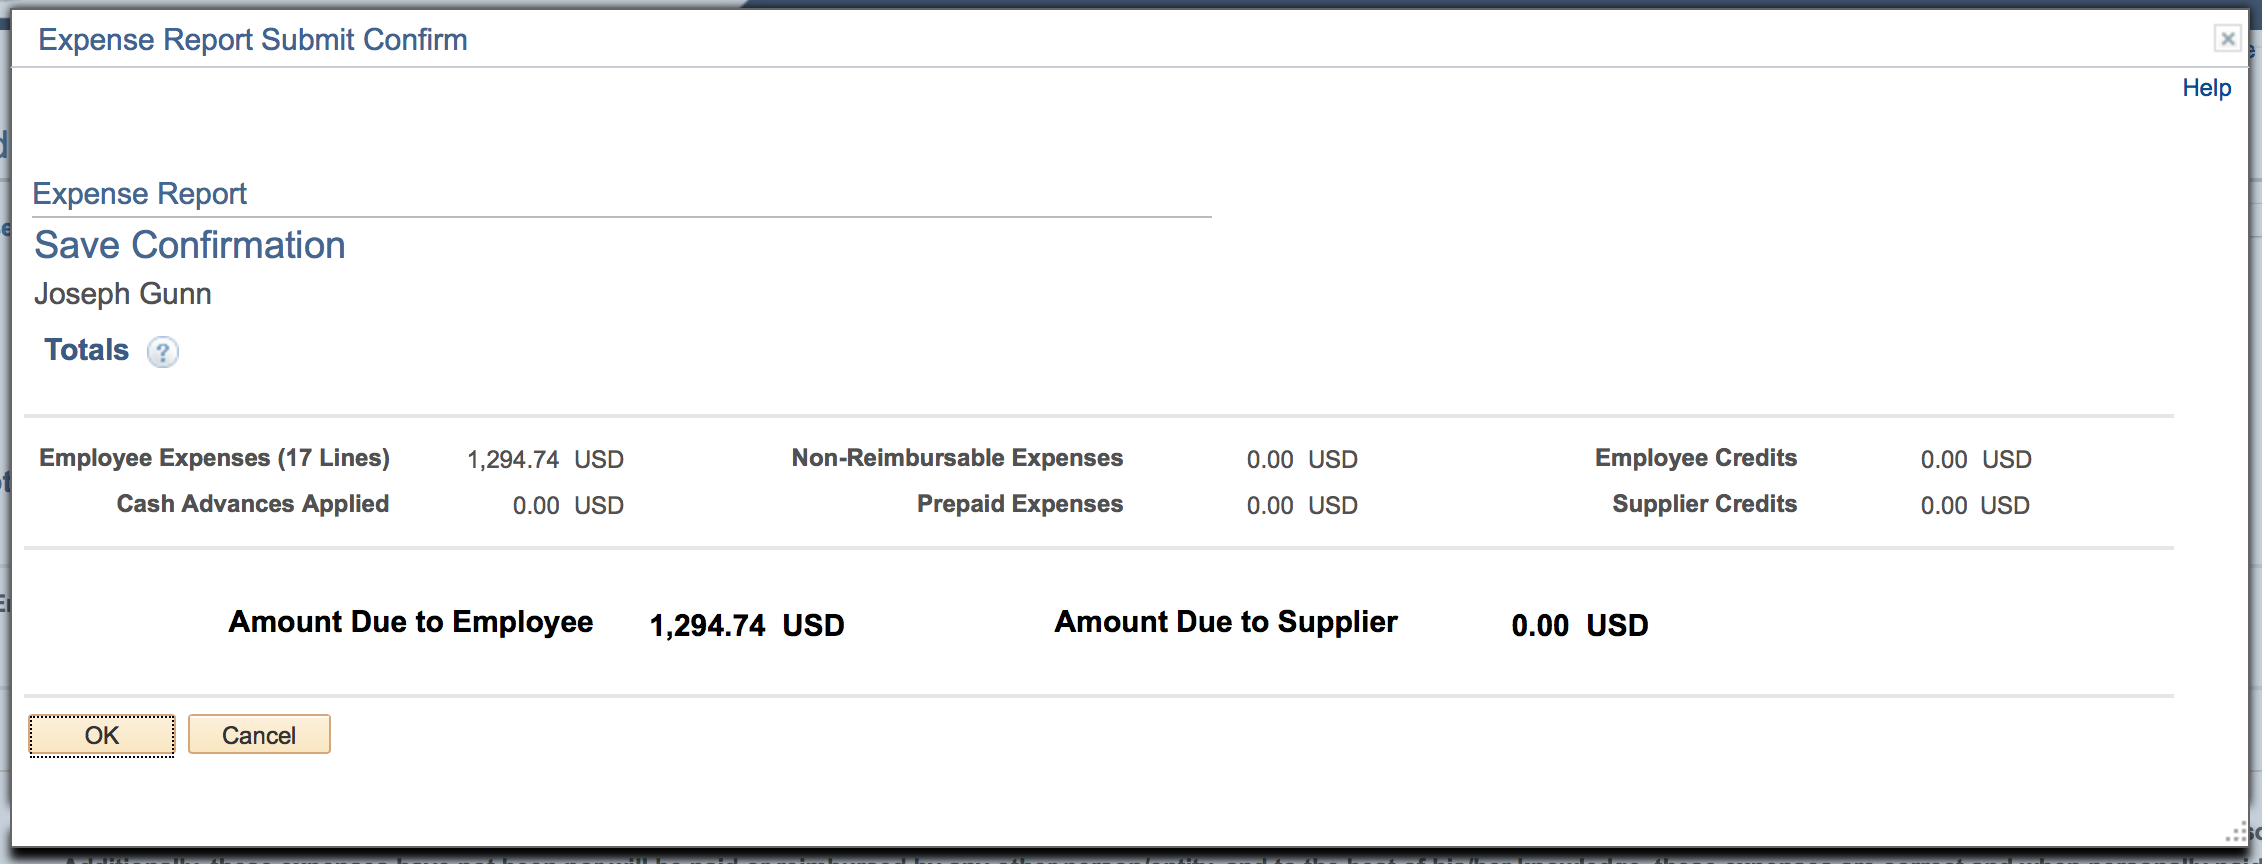 Expense Report Submit Confirm
Help
Expense Report
Save Confirmation
Joseph Gunn
Totals ?
Employee Expenses (17 Lines) 1,294.74 USD Non-Reimbursable Expenses 0.00 USD Employee Credits 0.00 USD
Cash Advances Applied 0.00 USD Prepaid Expenses 0.00 USD Supplier Credits 0.00 USD
Amount Due to Employee 1,294.74 USD Amount Due to Supplier 0.00 USD
OK Cancel